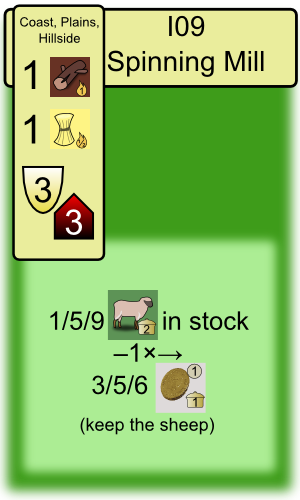 Coast, Plains,
Hillside
I09
Spinning Mill
1 1
1
3
3
1/5/9 2 in stock
–1×→
3/5/6 1 1
(keep the sheep)